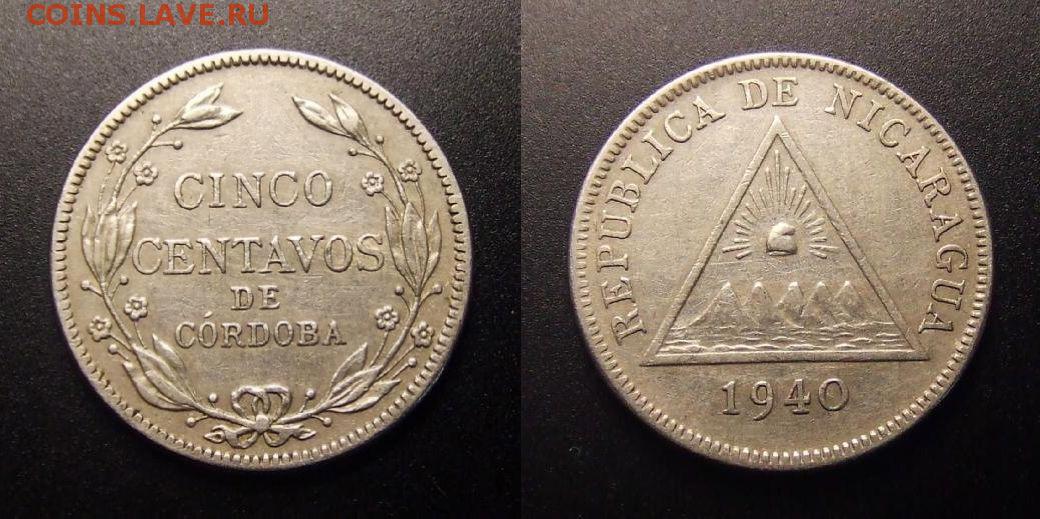 COINS.LAVE.RU
CINCO
CENTAVOS
DE
CÓRDOBA
REPUBLICA DE NICARAGUA
1940